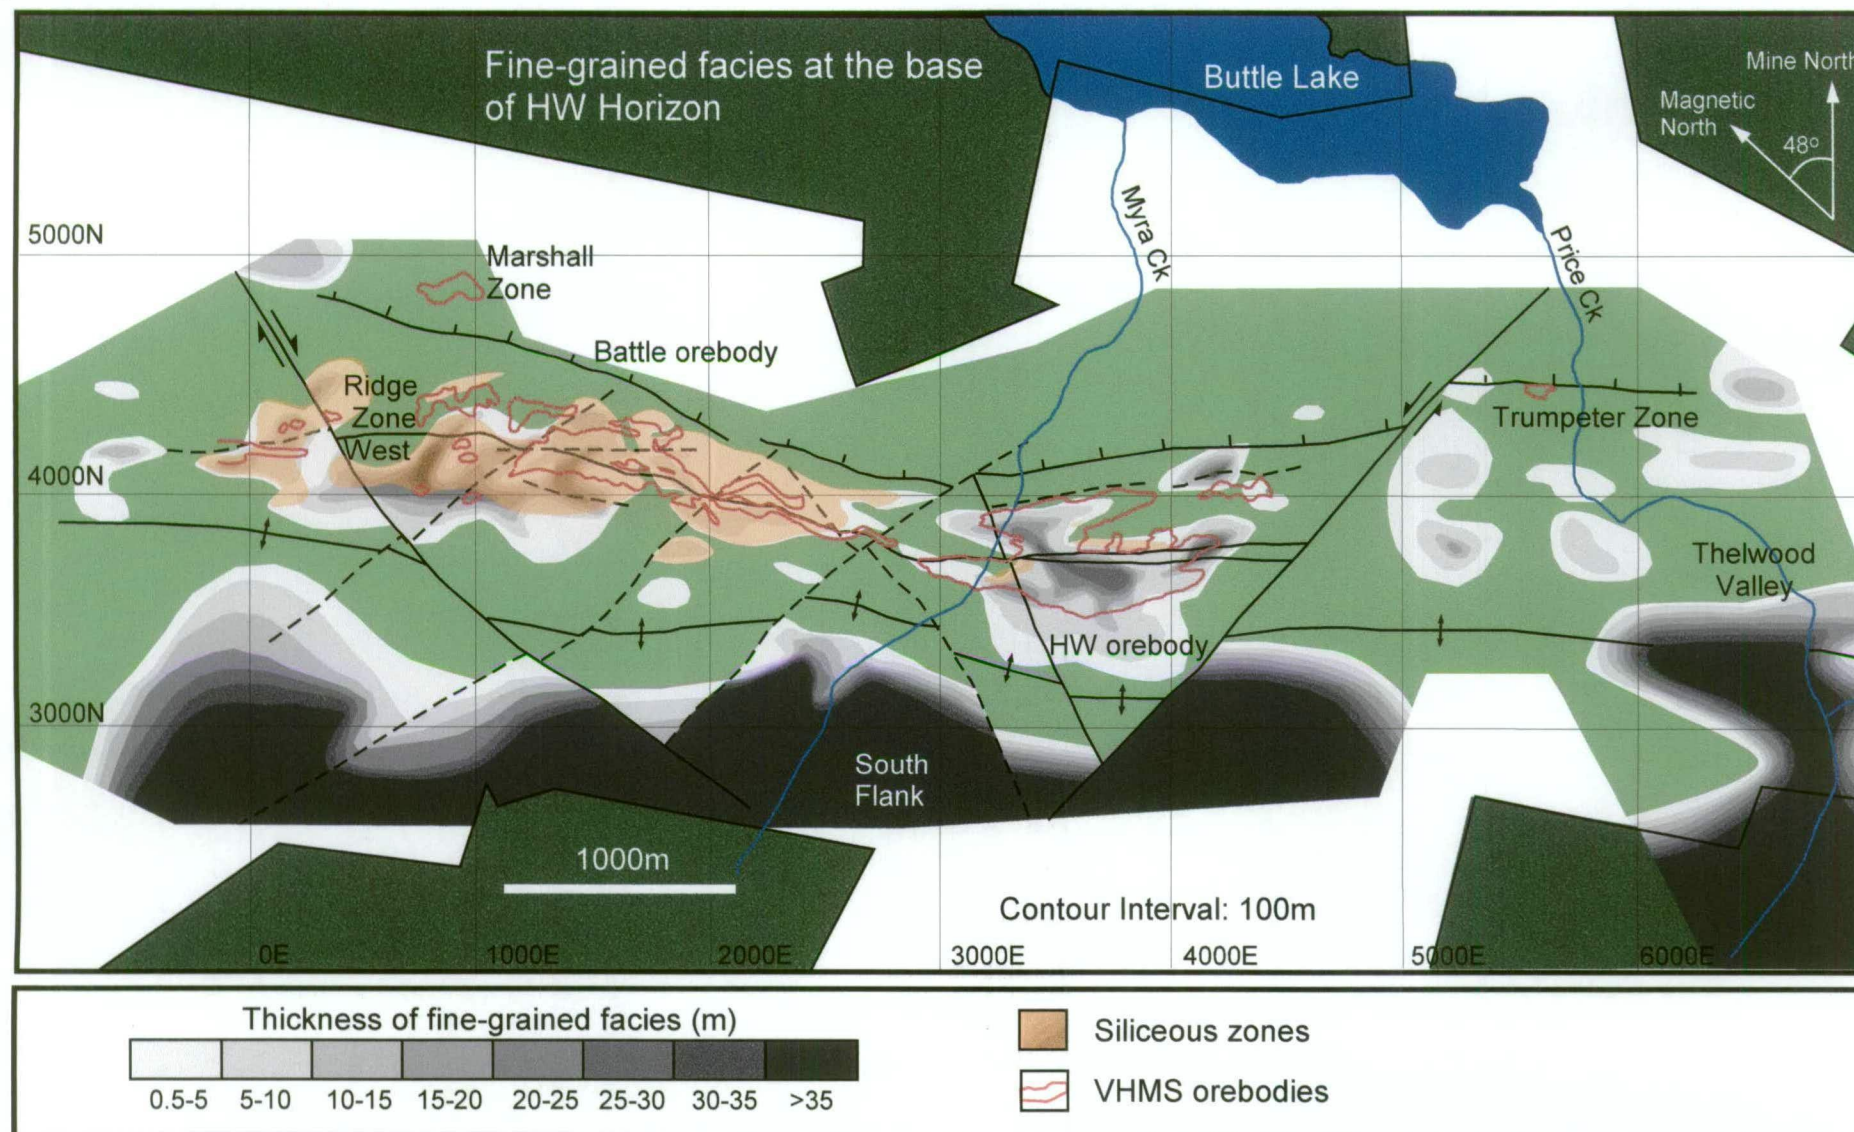 Fine-grained facies at the base
of HW Horizon
Buttle Lake
Mine North
Magnetic
North
48°
Myra Ck
Price Ck
5000N
Marshall
Zone
Battle orebody
Ridge
Zone
West
Trumpeter Zone
4000N
Thelwood
Valley
HW orebody
3000N
South
Flank
1000m
Contour Interval: 100m
0E
1000E
2000E
3000E
4000E
5000E
6000E
Thickness of fine-grained facies (m)
0.5-5
5-10
10-15
15-20
20-25
25-30
30-35
>35
Siliceous zones
VHMS orebodies